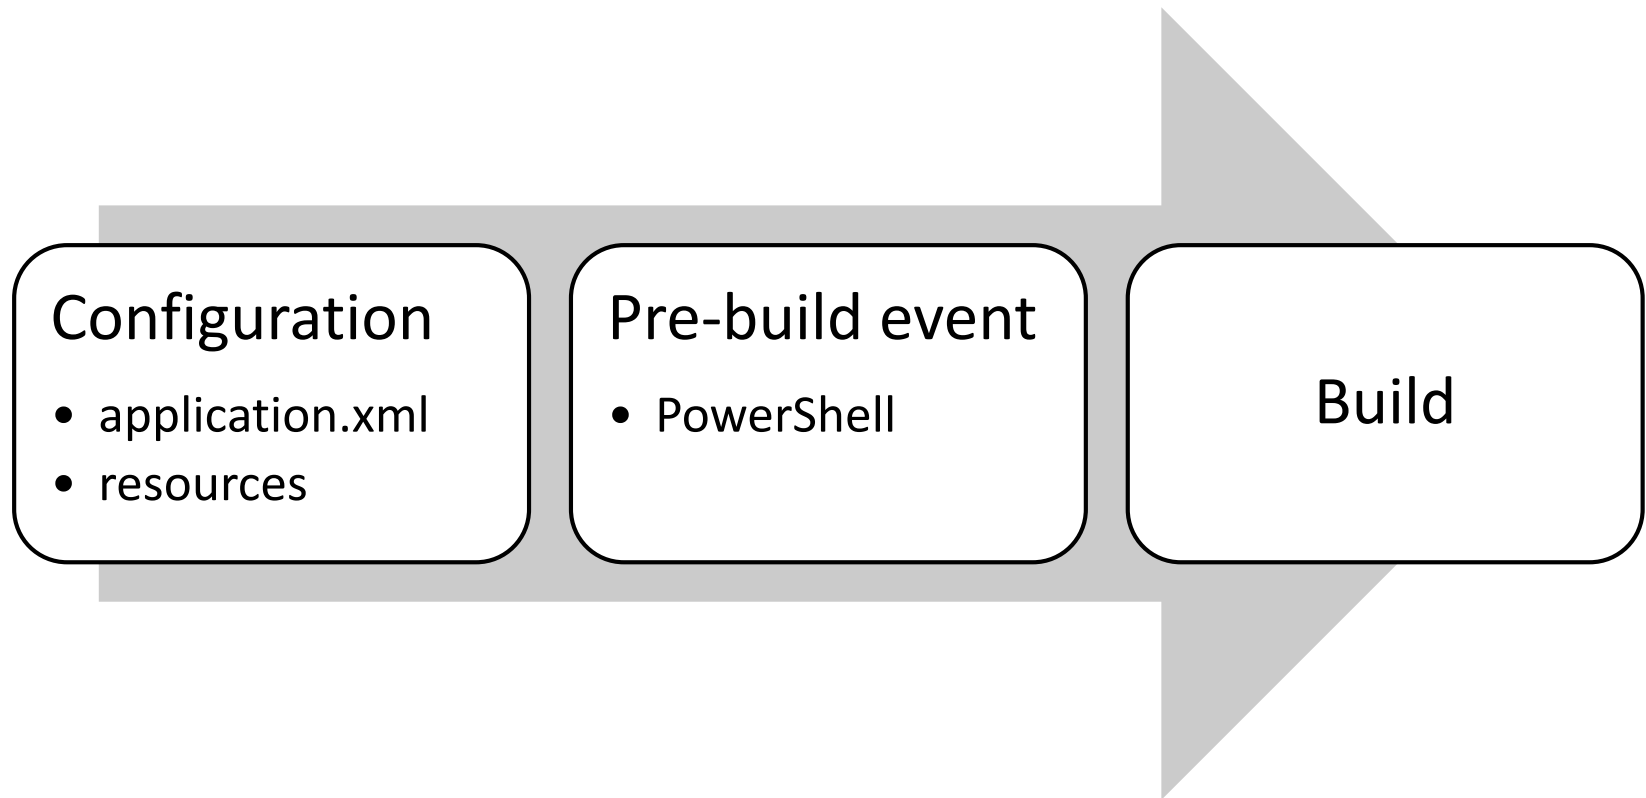 Configuration
• application.xml
• resources
Pre-build event
• PowerShell
Build